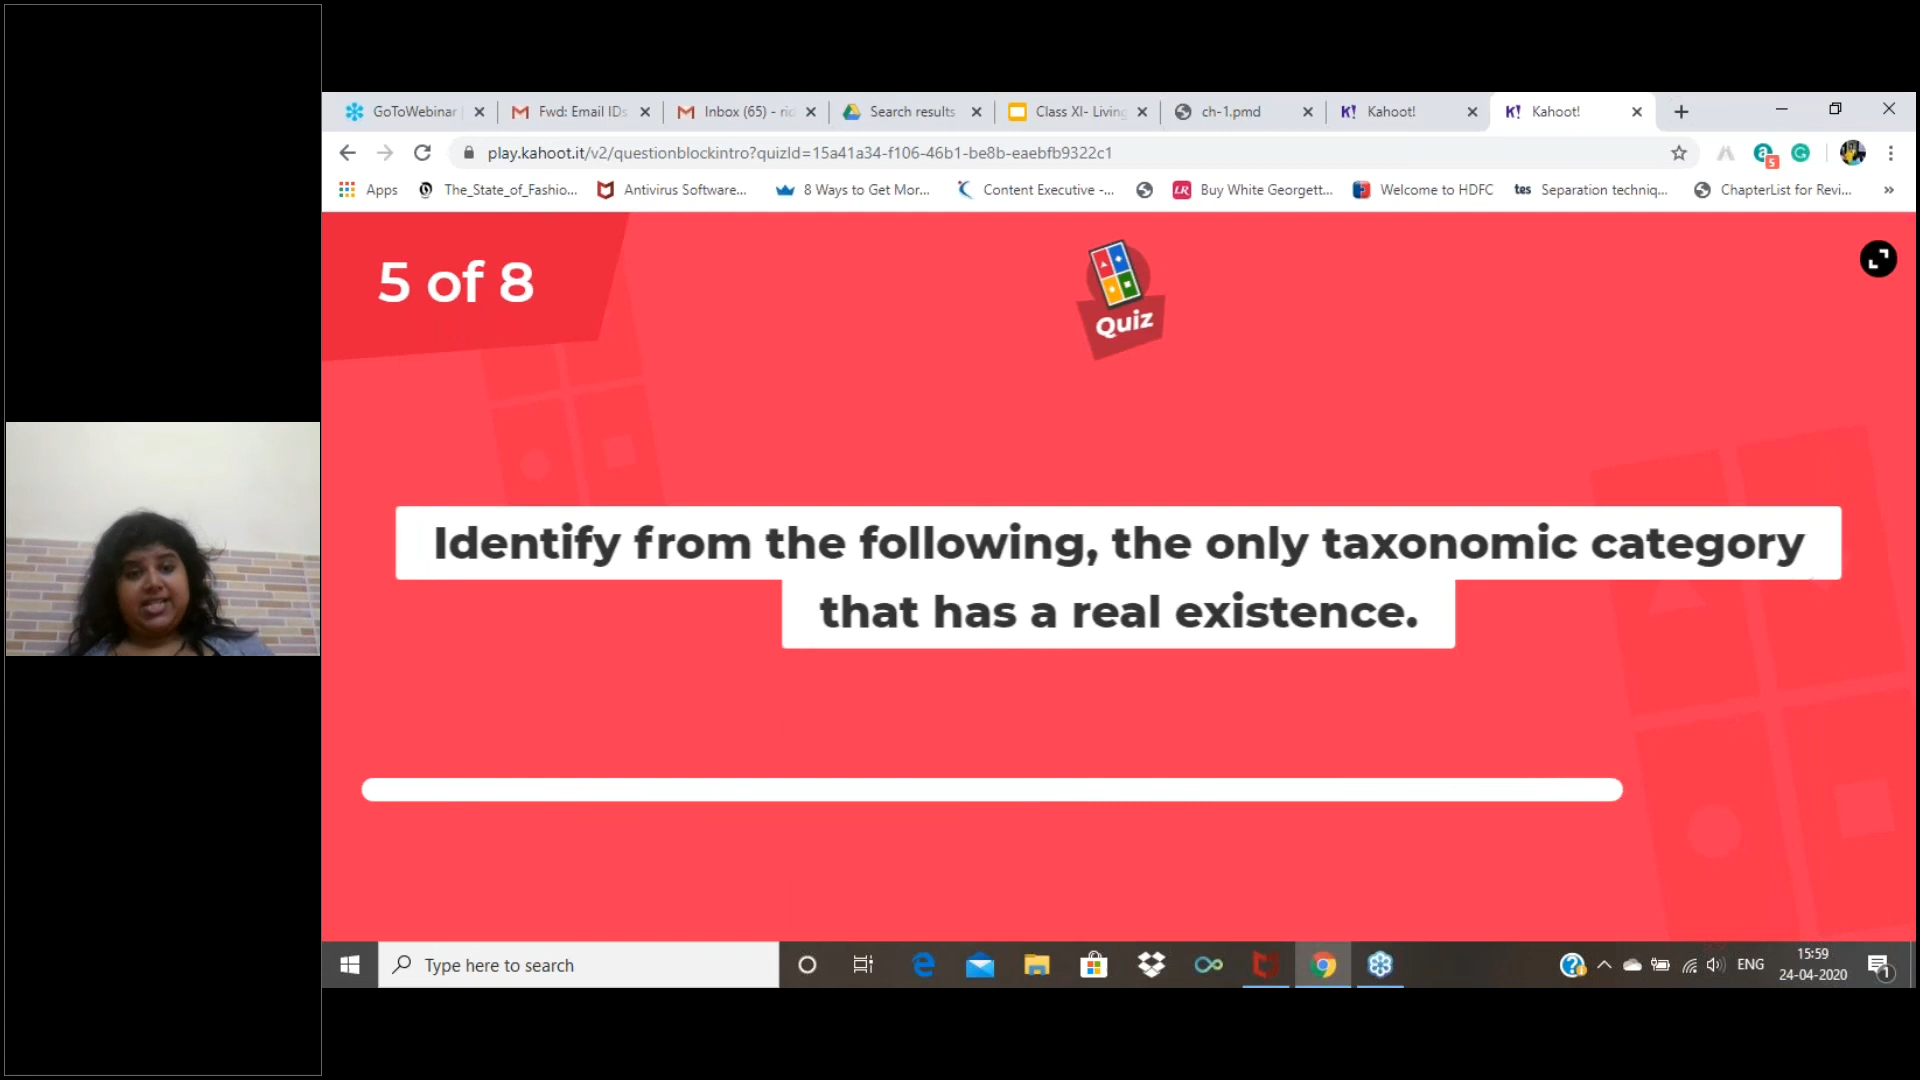 GoToWebinar
Fwd: Email IDs
Inbox (65) - ric
Search results
Class XI- Living
ch-1.pmd
K! Kahoot!
K! Kahoot!
play.kahoot.it/v2/questionblockintro?quizId=15a41a34-f106-46b1-be8b-eaebfb9322c1
5
Apps
The_State_of_Fashio...
Antivirus Software...
8 Ways to Get Mor...
Content Executive -...
LR Buy White Georgett...
Welcome to HDFC
tes Separation techniq...
ChapterList for Revi...
»
5 of 8
Quiz
Identify from the following, the only taxonomic category
that has a real existence.
Type here to search
ENG
15:59
24-04-2020
1